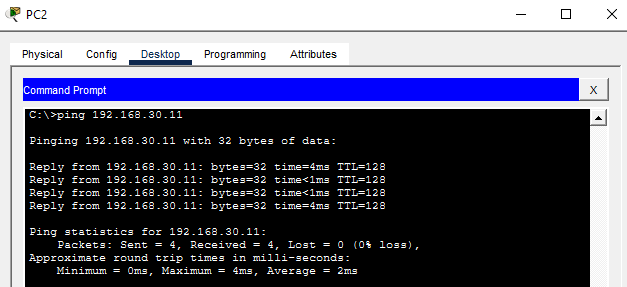 PC2
Physical Config Desktop Programming Attributes
Command Prompt X
C:\>ping 192.168.30.11
Pinging 192.168.30.11 with 32 bytes of data:
Reply from 192.168.30.11: bytes=32 time=4ms TTL=128
Reply from 192.168.30.11: bytes=32 time<1ms TTL=128
Reply from 192.168.30.11: bytes=32 time<1ms TTL=128
Reply from 192.168.30.11: bytes=32 time=4ms TTL=128
Ping statistics for 192.168.30.11:
Packets: Sent = 4, Received = 4, Lost = 0 (0% loss),
Approximate round trip times in milli-seconds:
Minimum = 0ms, Maximum = 4ms, Average = 2ms